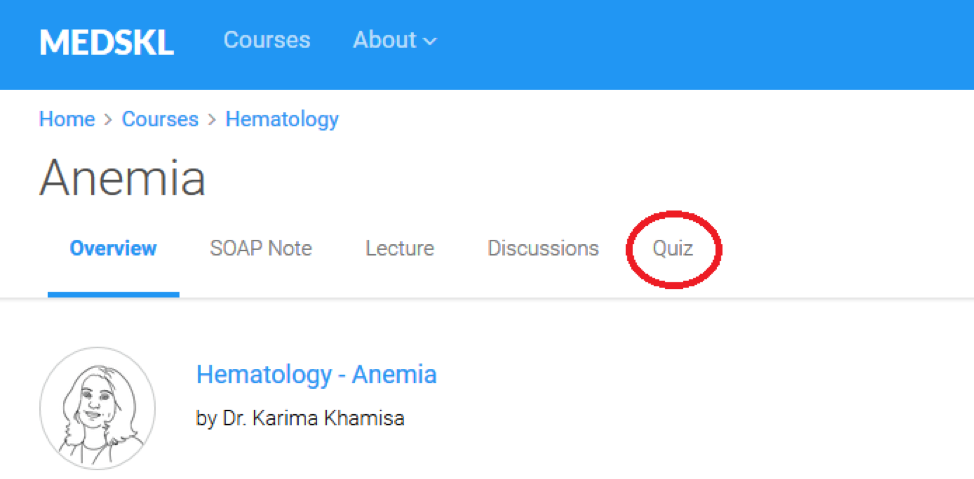 MEDSKL Courses About
Home > Courses > Hematology
Anemia
Overview SOAP Note Lecture Discussions Quiz
Hematology - Anemia
by Dr. Karima Khamisa